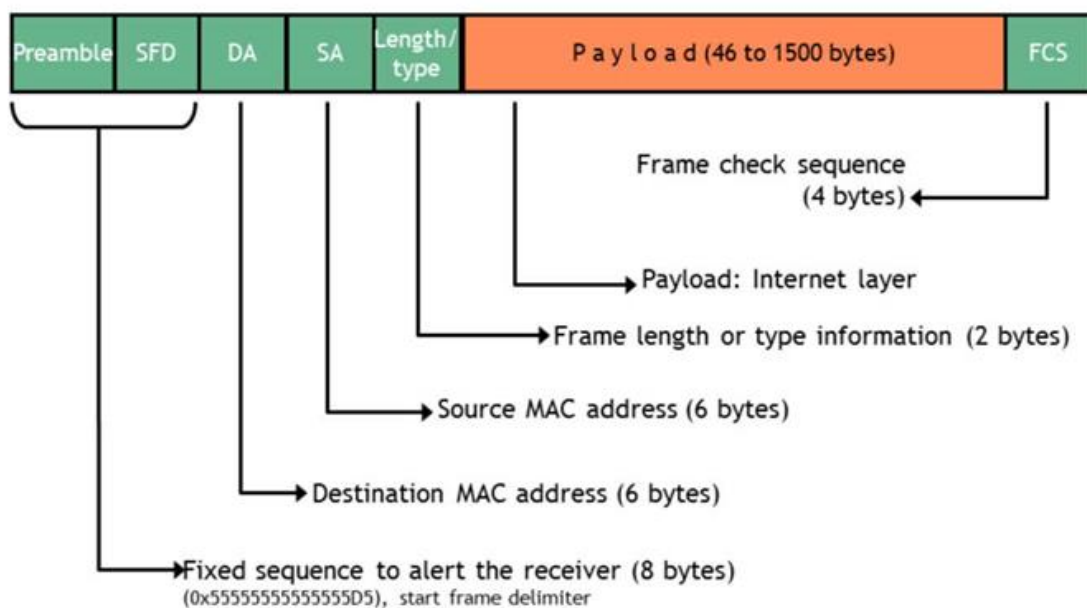 Preamble SFD DA SA Length/
type P a y l o a d (46 to 1500 bytes) FCS
Frame check sequence
(4 bytes)
Payload: Internet layer
Frame length or type information (2 bytes)
Source MAC address (6 bytes)
Destination MAC address (6 bytes)
Fixed sequence to alert the receiver (8 bytes)
(0x55555555555555D5), start frame delimiter